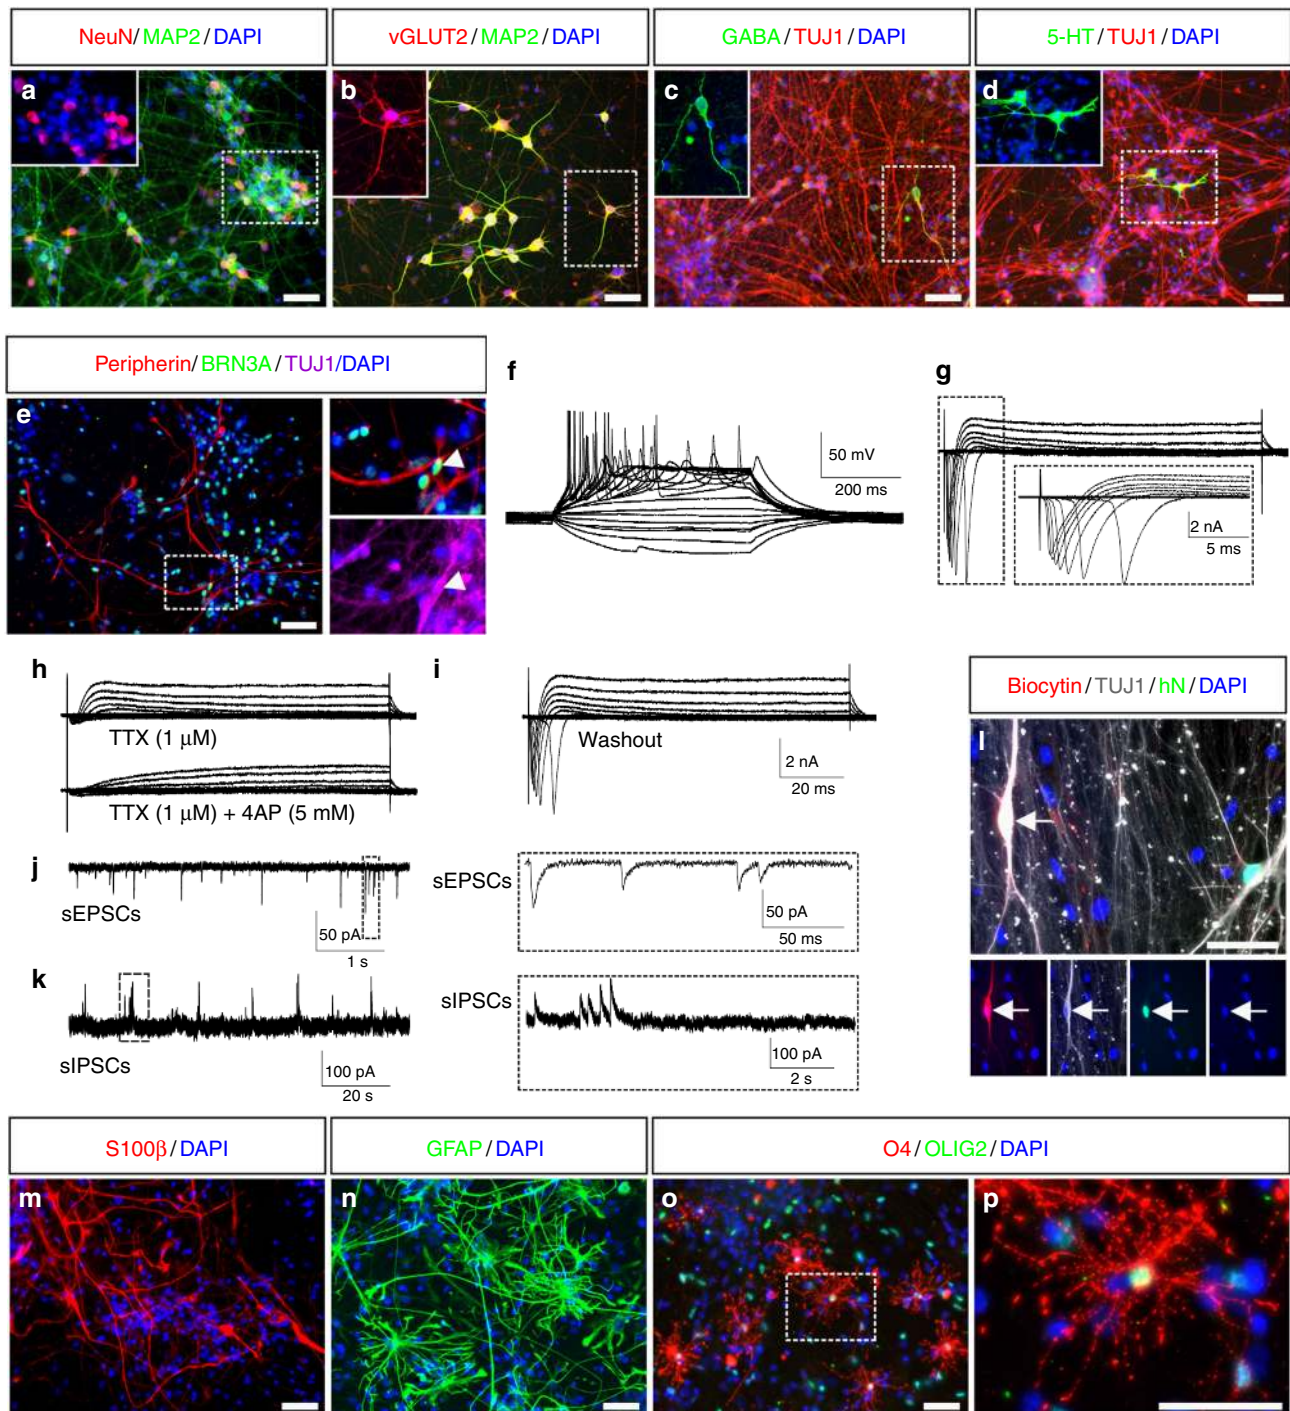 NeuN/MAP2/DAPI
vGLUT2/MAP2/DAPI
GABA/TUJ1/DAPI
5-HT/TUJ1/DAPI
a
b
c
d
Peripherin/BRN3A/TUJ1/DAPI
e
f
50 mV
200 ms
g
2 nA
5 ms
h
TTX (1 μM)
TTX (1 μM) + 4AP (5 mM)
i
Washout
2 nA
20 ms
Biocytin/TUJ1/hN/DAPI
l
j
sEPSCs
50 pA
1 s
sEPSCs
50 pA
50 ms
k
sIPSCs
100 pA
20 s
sIPSCs
100 pA
2 s
S100β/DAPI
GFAP/DAPI
O4/OLIG2/DAPI
m
n
o
p